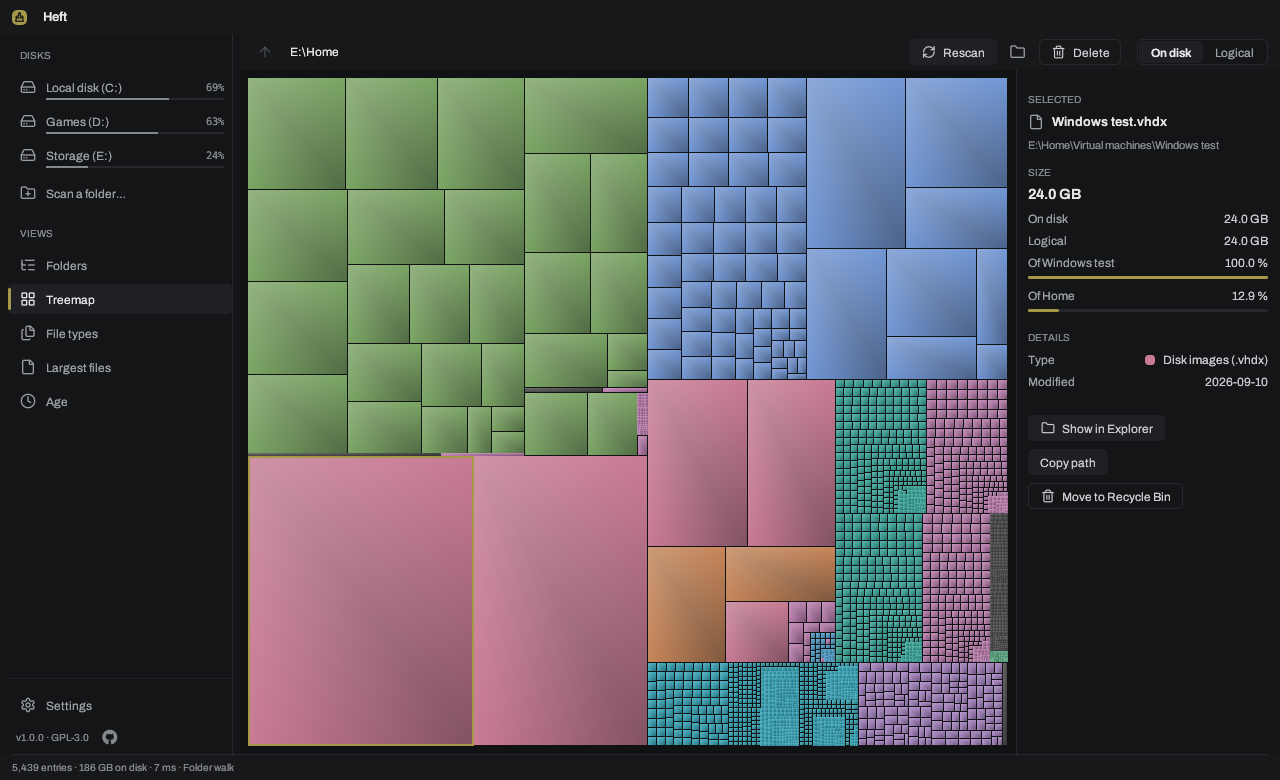 Heft
DISKS
Local disk (C:) 69%
Games (D:) 63%
Storage (E:) 24%
Scan a folder...
VIEWS
Folders
Treemap
File types
Largest files
Age
Settings
v1.0.0 · GPL-3.0
E:\Home
Rescan
Delete
On disk
Logical
SELECTED
Windows test.vhdx
E:\Home\Virtual machines\Windows test
SIZE
24.0 GB
On disk 24.0 GB
Logical 24.0 GB
Of Windows test 100.0 %
Of Home 12.9 %
DETAILS
Type Disk images (.vhdx)
Modified 2026-09-10
Show in Explorer
Copy path
Move to Recycle Bin
5,439 entries · 186 GB on disk · 7 ms · Folder walk